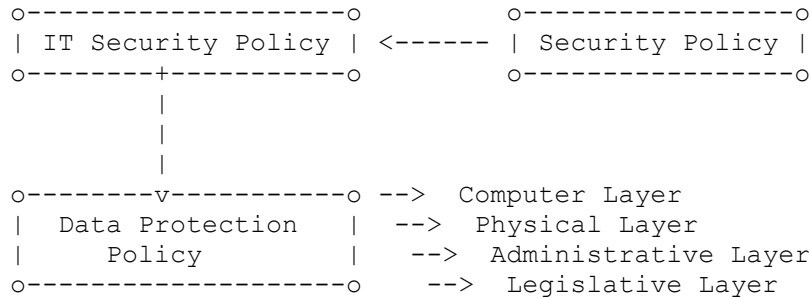 o---------------------o         o-----------------o
| IT Security Policy | <------ | Security Policy |
o--------+-----------o         o-----------------o
         |
         |
         |
o--------v-----------o -->  Computer Layer
|  Data Protection   |  -->  Physical Layer
|     Policy         |   -->  Administrative Layer
o--------------------o    -->  Legislative Layer